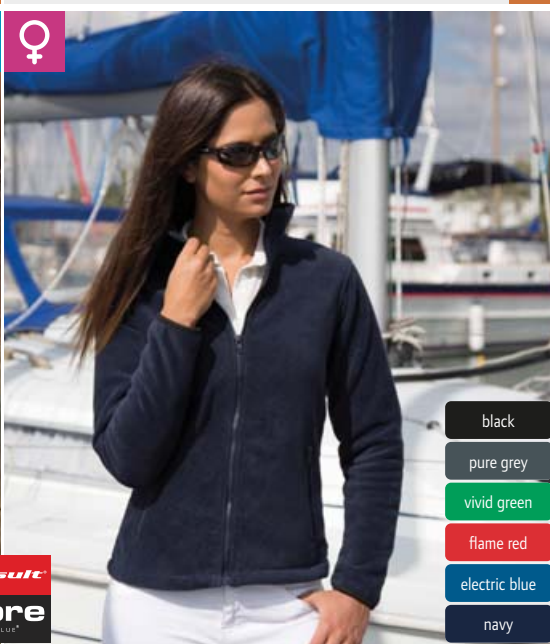 black
pure grey
vivid green
flame red
electric blue
navy